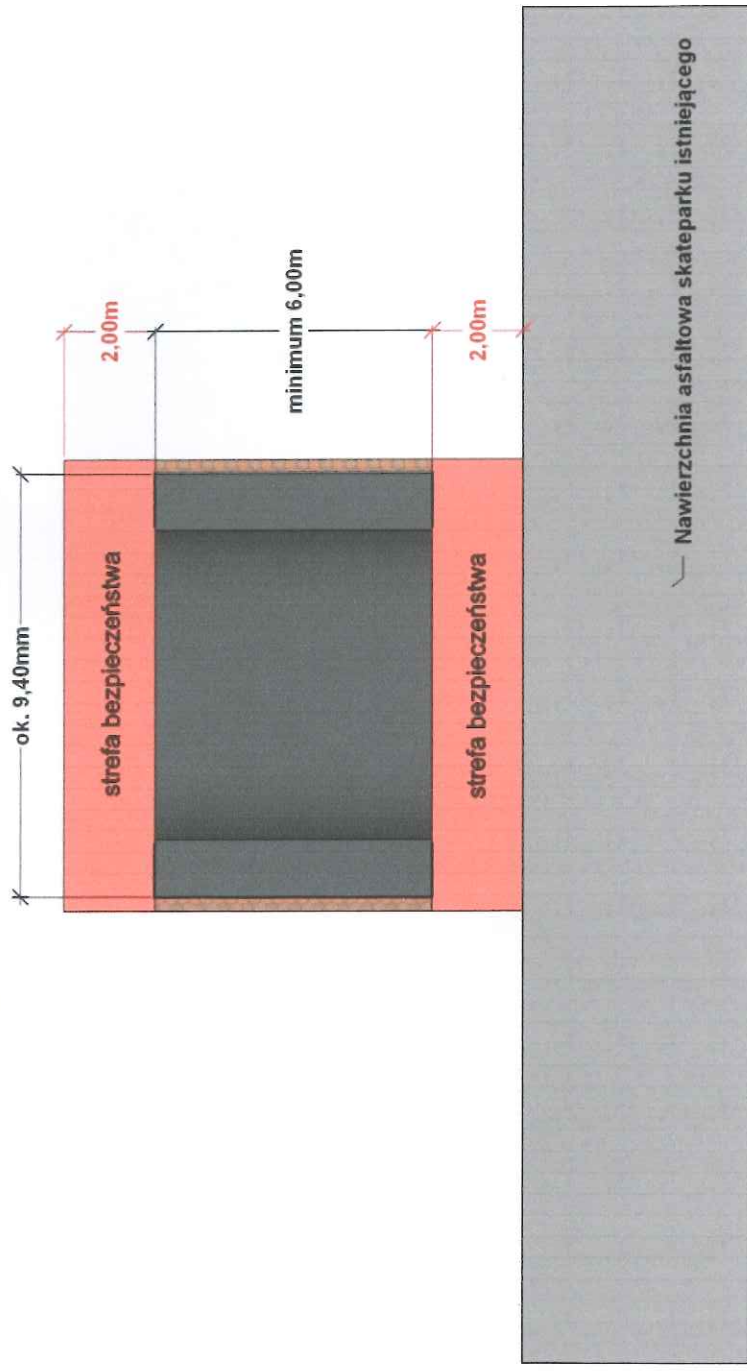 ok. 9,40mm
2,00m
strefa bezpieczeństwa
minimum 6,00m
strefa bezpieczeństwa
2,00m
Nawierzchnia asfaltowa skateparku istniejącego